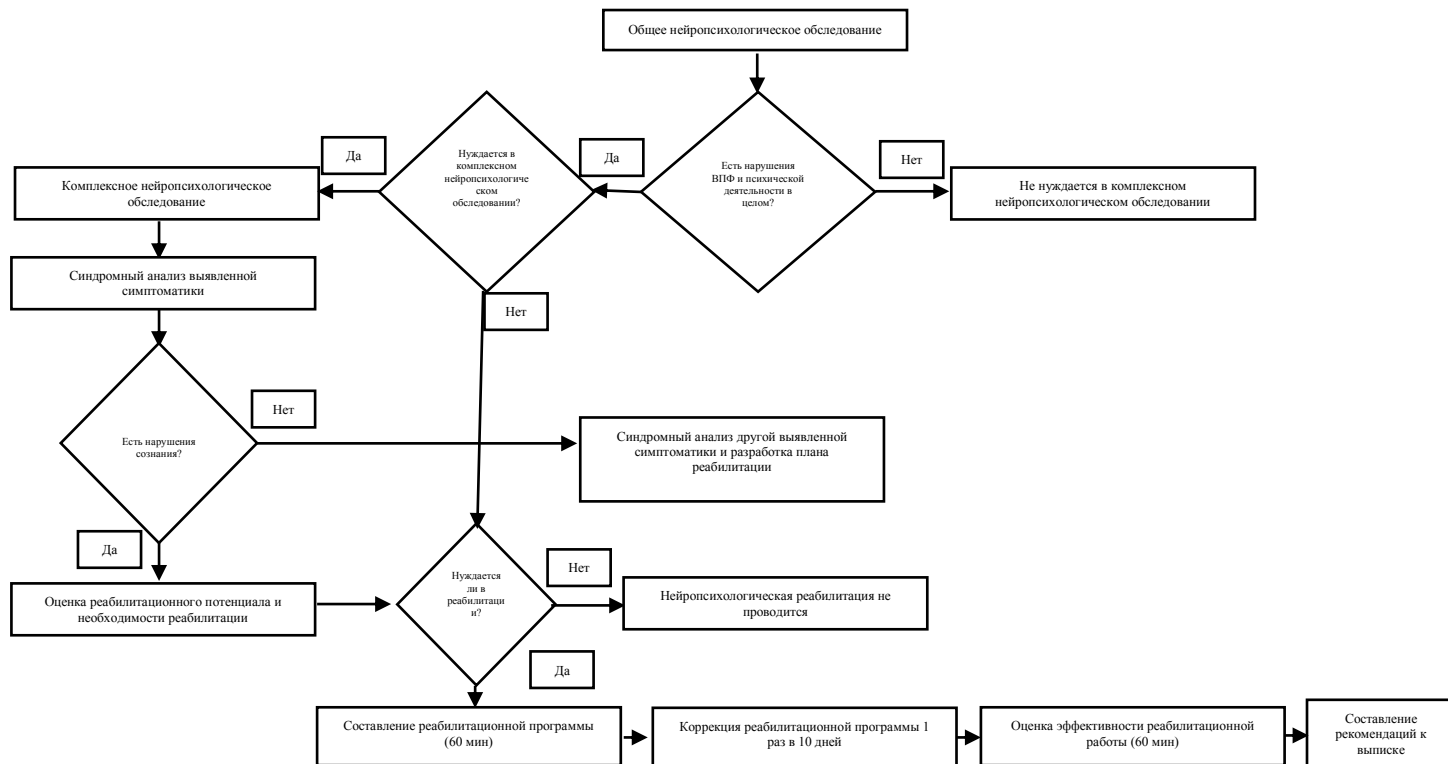 Общее нейропсихологическое обследование
Да
Нуждается в
комплексном
нейропсихологиче
ском
обследовании?
Да
Есть нарушения
ВПФ и психической
деятельности в
целом?
Нет
Комплексное нейропсихологическое
обследование
Не нуждается в комплексном
нейропсихологическом обследовании
Синдромный анализ выявленной
симптоматики
Нет
Есть нарушения
сознания?
Нет
Синдромный анализ другой выявленной
симптоматики и разработка плана
реабилитации
Да
Оценка реабилитационного потенциала и
необходимости реабилитации
Нуждается
ли в
реабилитаци
и?
Нет
Нейропсихологическая реабилитация не
проводится
Да
Составление реабилитационной программы
(60 мин)
Коррекция реабилитационной программы 1
раз в 10 дней
Оценка эффективности реабилитационной
работы (60 мин)
Составление
рекомендаций к
выписке